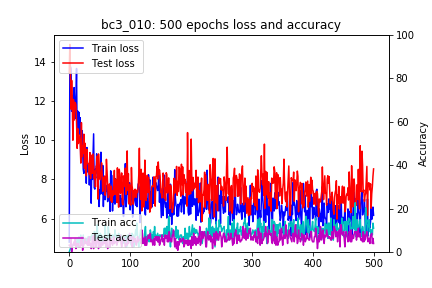 bc3_010: 500 epochs loss and accuracy
Train loss
Test loss
Train acc
Test acc
Loss
14
12
10
8
6
Accuracy
100
80
60
40
20
0
0
100
200
300
400
500